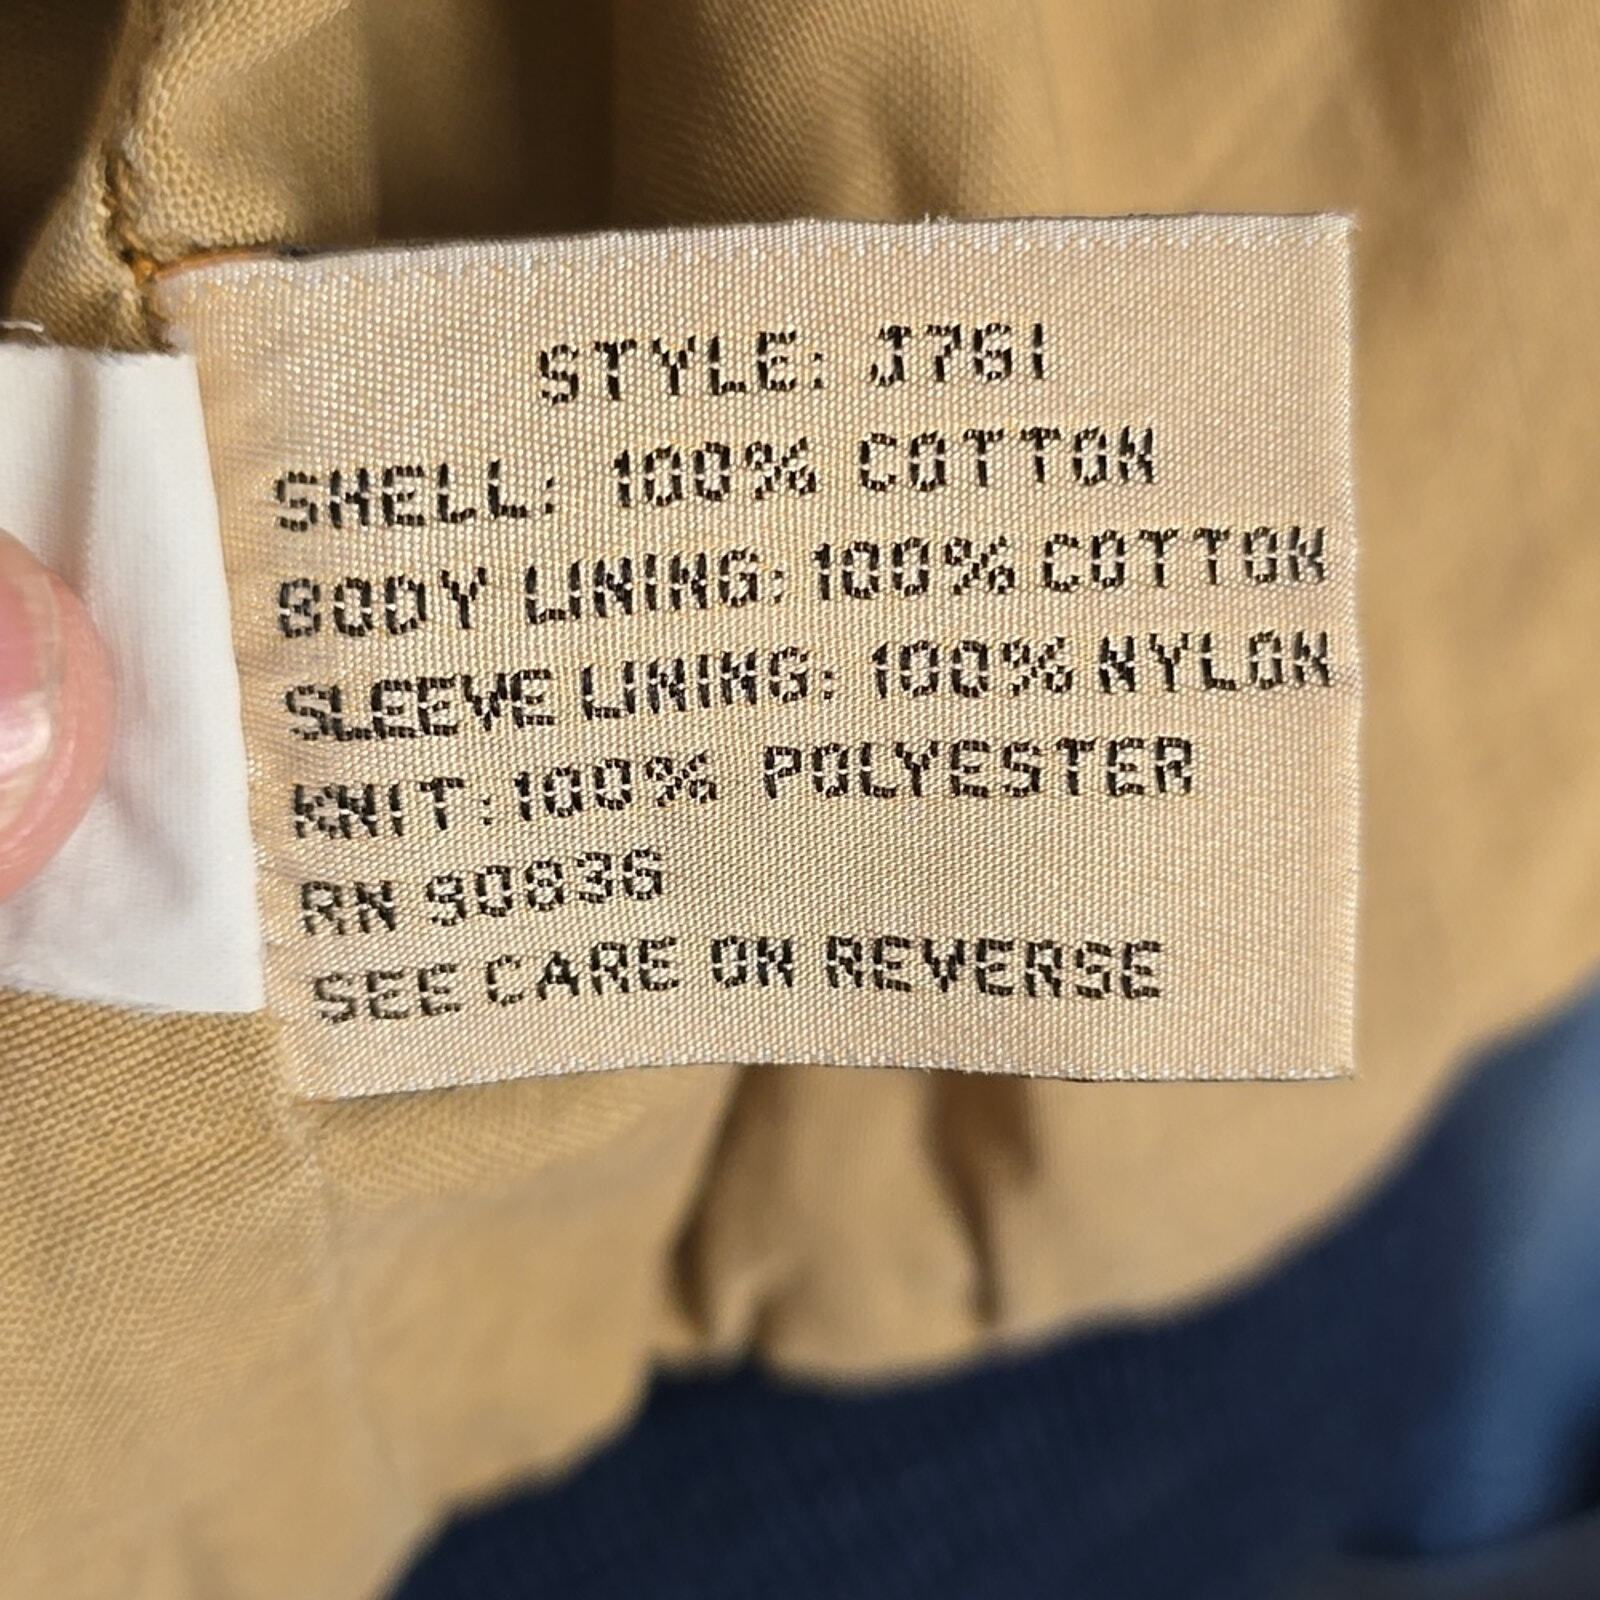 STYLE: J761
SHELL: 100% COTTON
BODY LINING: 100% COTTON
SLEEVE LINING: 100% NYLON
KNIT: 100% POLYESTER
RN 90836
SEE CARE ON REVERSE